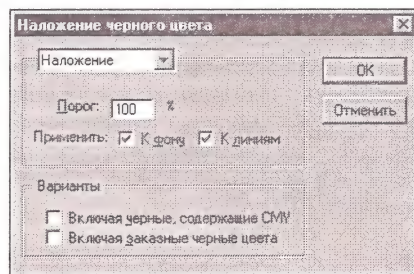 Наложение черного цвета
Наложение
OK
Порог: 100 %
Отменить
Применить: К фону К линиям
Варианты
Включая черные, содержащие CMY
Включая заказные черные цвета